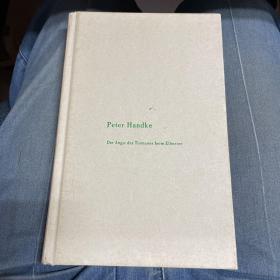 Peter Handke
Die Angst des Tormanns beim Elfmeter